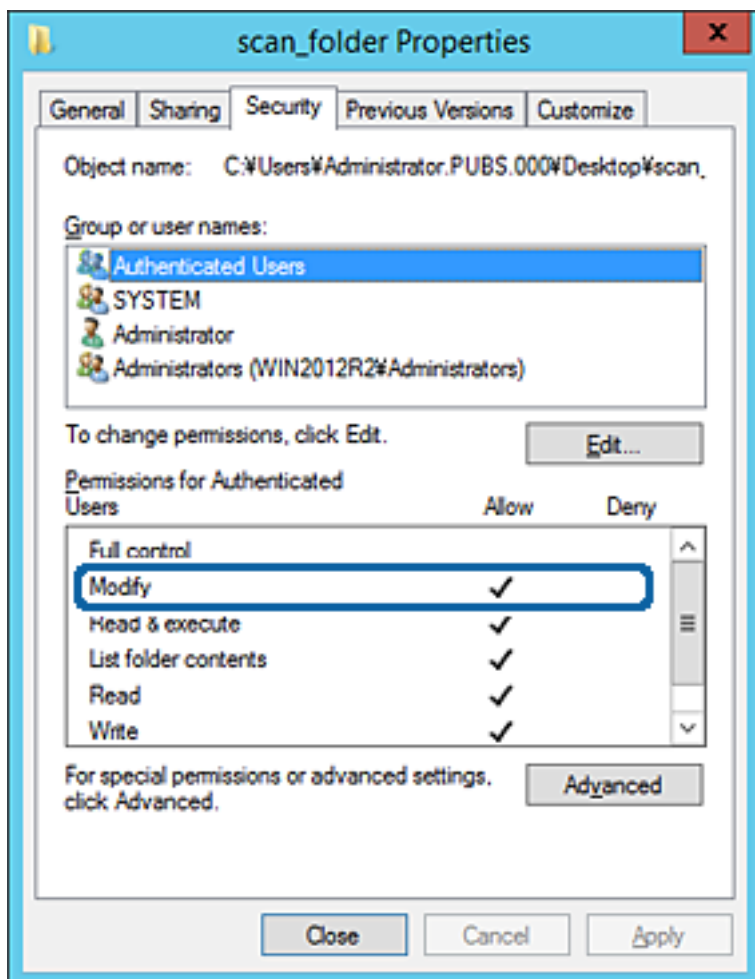 scan_folder Properties
General Sharing Security Previous Versions Customize
Object name: C:¥Users¥Administrator.PUBS.000¥Desktop¥scan_
Group or user names:
Authenticated Users
SYSTEM
Administrator
Administrators (WIN2012R2¥Administrators)
To change permissions, click Edit.
Edit...
Permissions for Authenticated
Users Allow Deny
Full control
Modify
Read & execute
List folder contents
Read
Write
For special permissions or advanced settings,
click Advanced.
Advanced
Close Cancel Apply